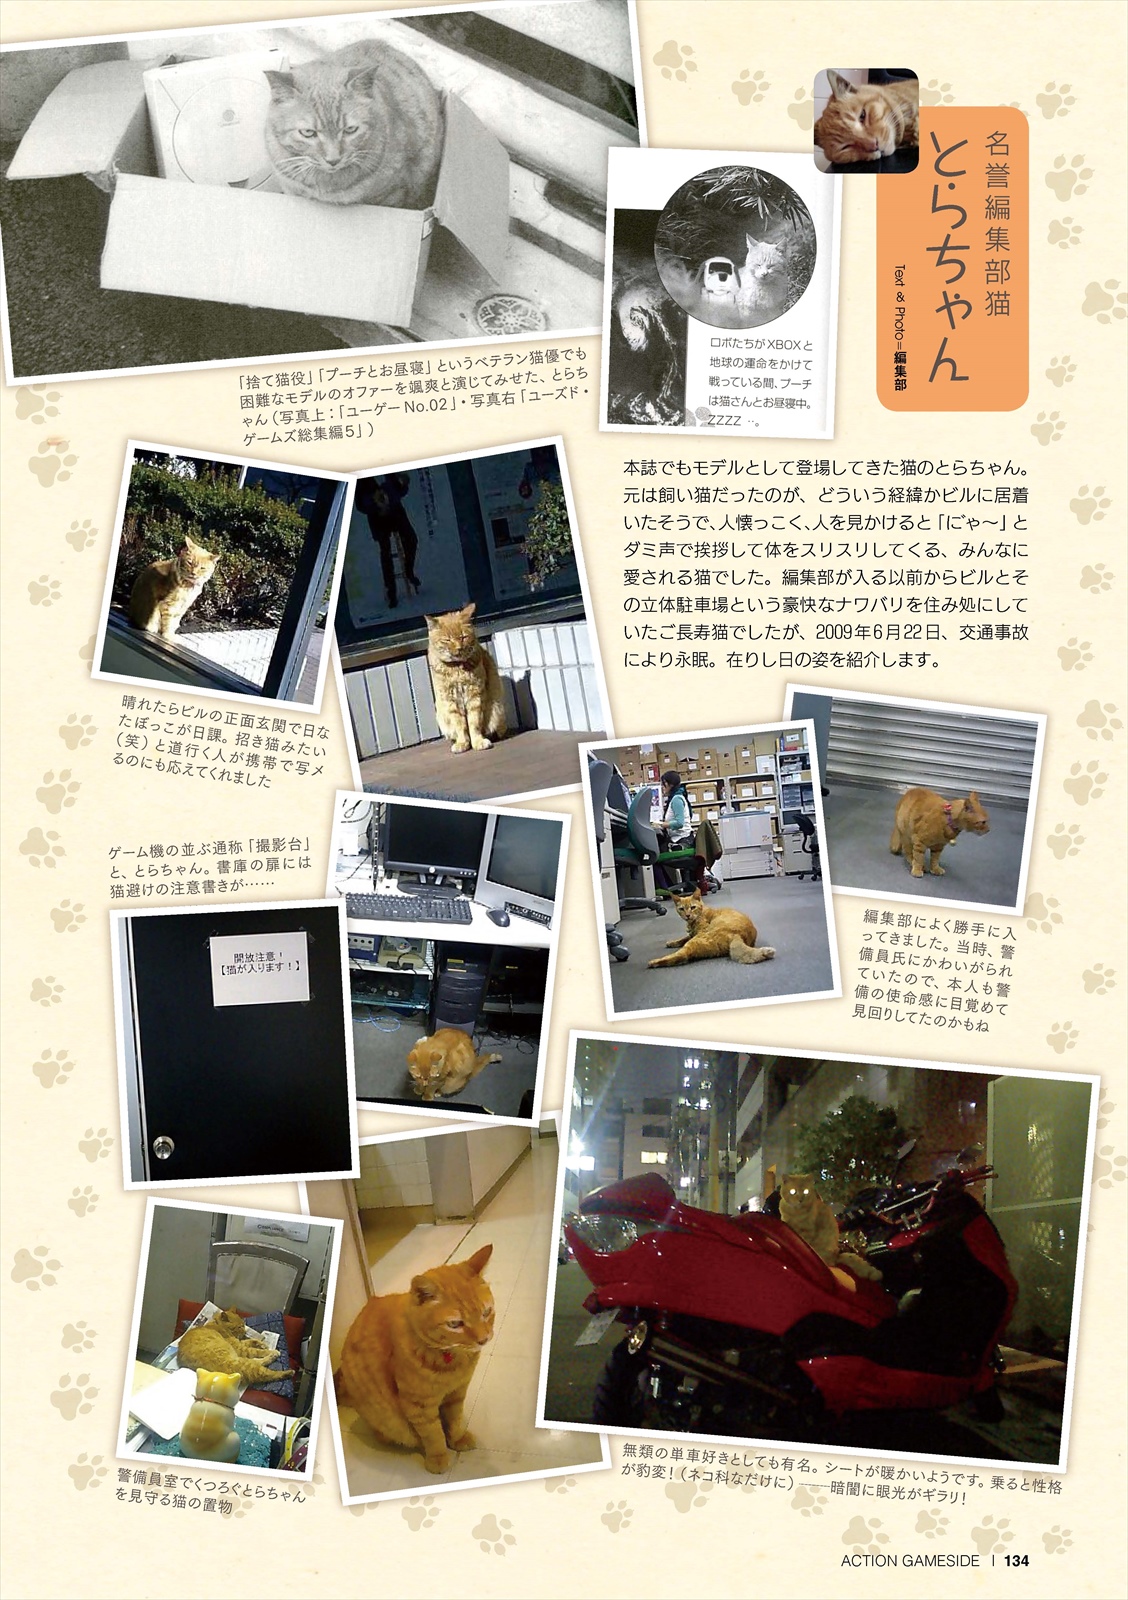 名誉編集部猫
とらちゃん
Text & Photo=編集部
ロボたちがXBOXと
地球の運命をかけて
戦っている間、プーチ
は猫さんとお昼寝中。
ZZZZ…。
「捨て猫役」「プーチとお昼寝」というベテラン猫優でも
困難なモデルのオファーを颯爽と演じてみせた、とらち
ゃん（写真上：「ユーゲーNo.02」・写真右「ユーズド・
ゲームズ総集編5」）
本誌でもモデルとして登場してきた猫のとらちゃん。
元は飼い猫だったのが、どういう経緯かビルに居着
いたそうで、人懐っこく、人を見かけると「にゃ～」と
ダミ声で挨拶して体をスリスリしてくる、みんなに
愛される猫でした。編集部が入る以前からビルとそ
の立体駐車場という豪快なナワバリを住み処にして
いたご長寿猫でしたが、2009年6月22日、交通事故
により永眠。在りし日の姿を紹介します。
晴れたらビルの正面玄関で日な
たぼっこが日課。招き猫みたい
（笑）と道行く人が携帯で写メ
るのにも応えてくれました
ゲーム機の並ぶ通称「撮影台」
と、とらちゃん。書庫の扉には
猫避けの注意書きが……
開放注意！
【猫が入ります！】
編集部によく勝手に入
ってきました。当時、警
備員氏にかわいがられ
ていたので、本人も警
備の使命感に目覚めて
見回りしてたのかもね
警備員室でくつろぐとらちゃん
を見守る猫の置物
無類の単車好きとしても有名。シートが暖かいようです。乗ると性格
が豹変！（ネコ科なだけに）――暗闇に眼光がギラリ！
ACTION GAMESIDE | 134